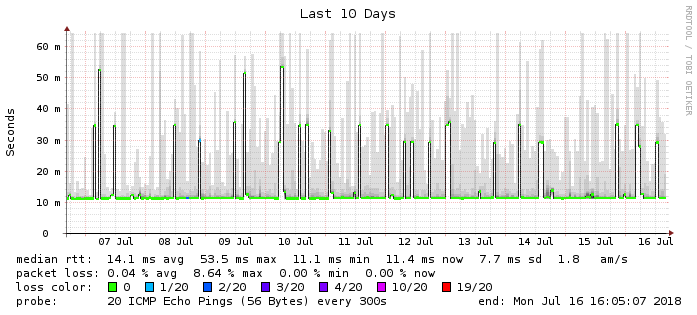 Last 10 Days
RRDTOOL / TOBI OETIKER
Seconds
60 m
50 m
40 m
30 m
20 m
10 m
0
07 Jul 08 Jul 09 Jul 10 Jul 11 Jul 12 Jul 13 Jul 14 Jul 15 Jul 16 Jul
median rtt: 14.1 ms avg 53.5 ms max 11.1 ms min 11.4 ms now 7.7 ms sd 1.8 am/s
packet loss: 0.04 % avg 8.64 % max 0.00 % min 0.00 % now
loss color: 0 1/20 2/20 3/20 4/20 10/20 19/20
probe: 20 ICMP Echo Pings (56 Bytes) every 300s end: Mon Jul 16 16:05:07 2018